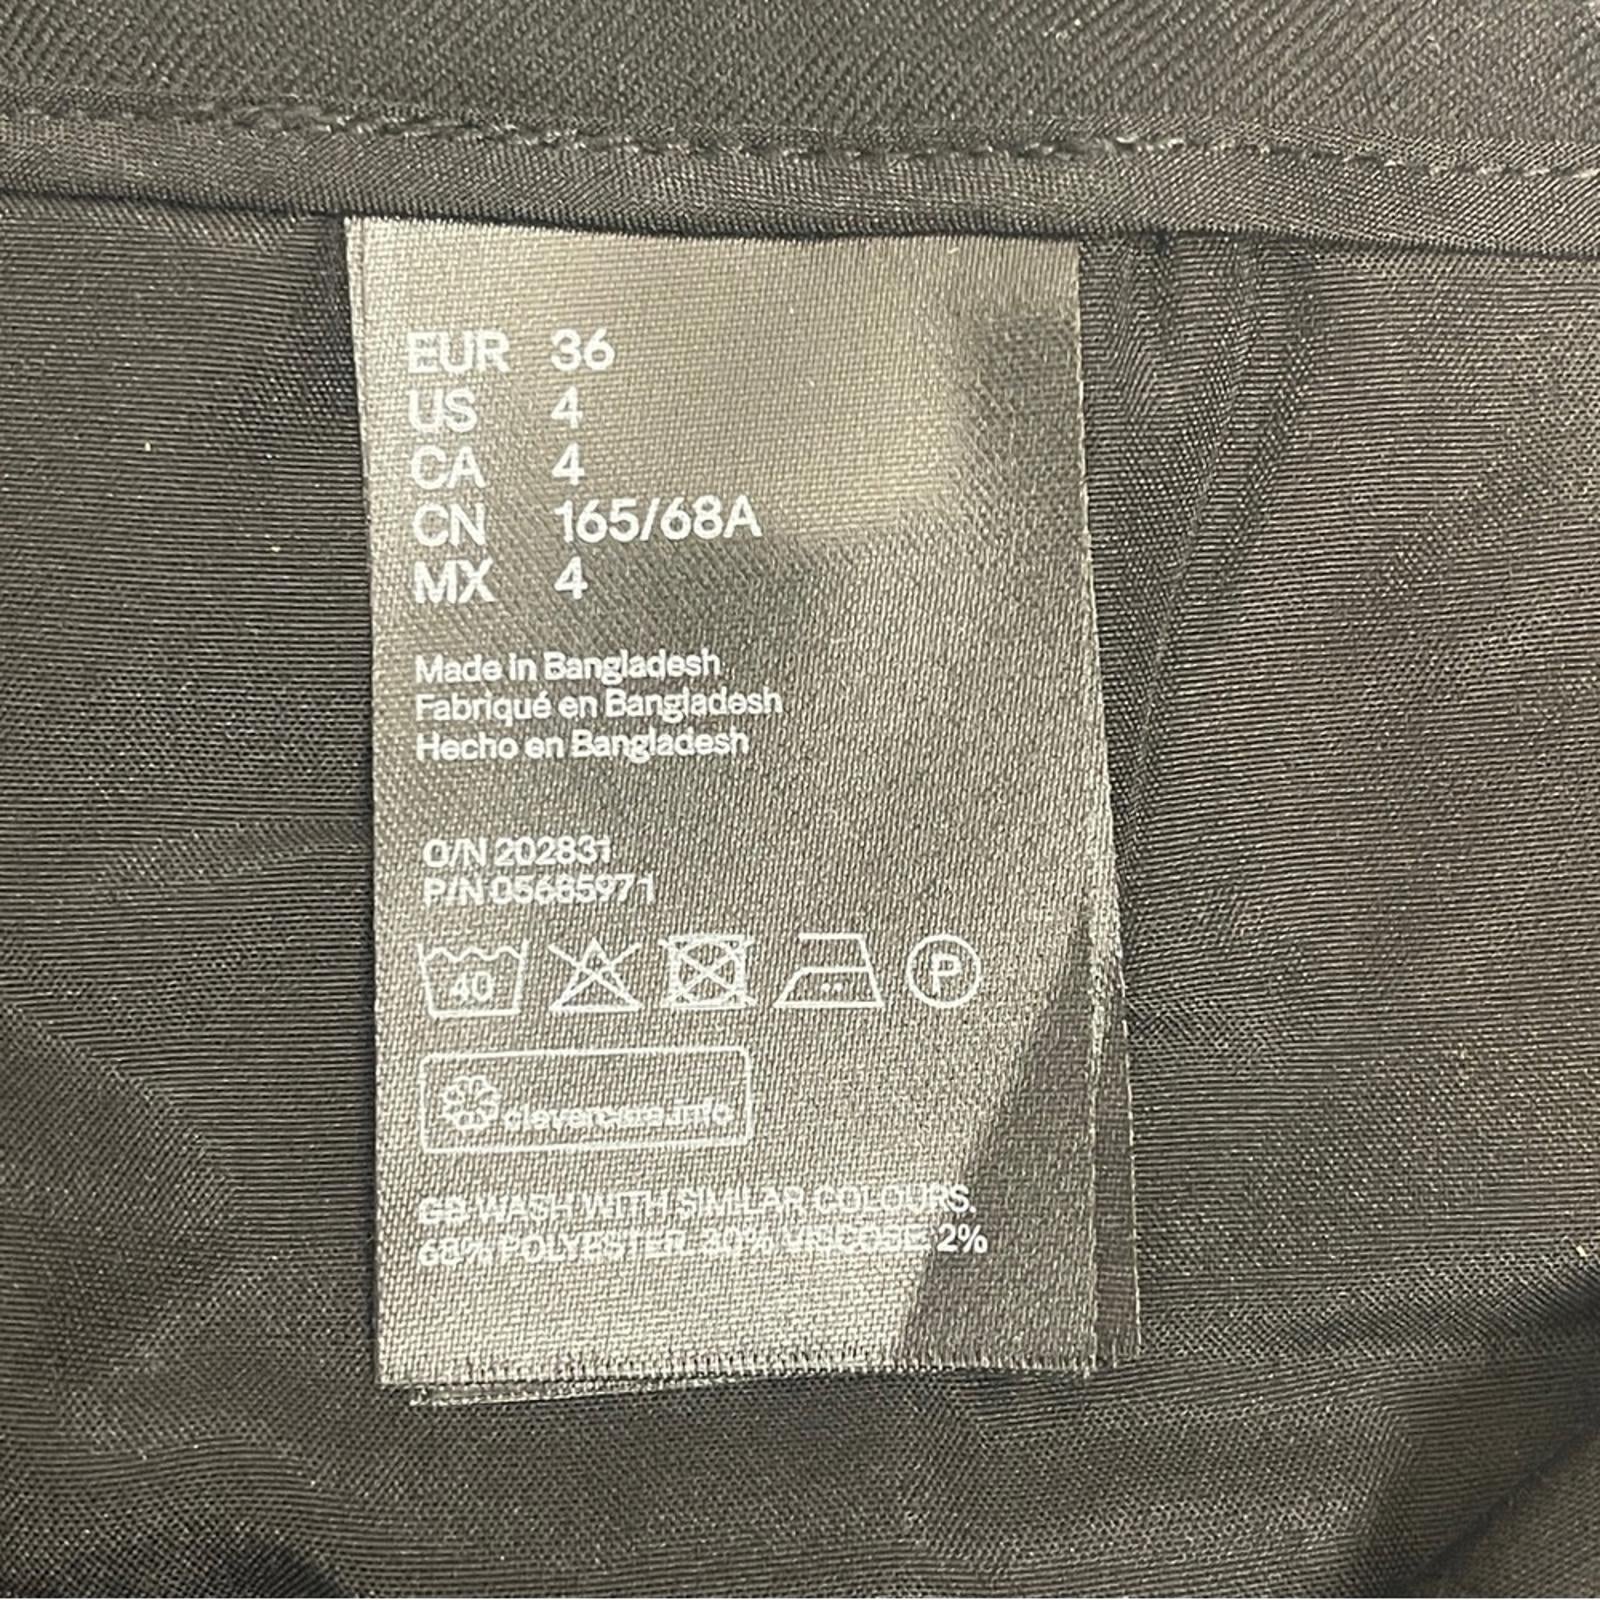 EUR 36
US 4
CA 4
CN 165/68A
MX 4
Made in Bangladesh
Fabriqué en Bangladesh
Hecho en Bangladesh
O/N 202831
P/N 05685971
40
P
clevercare.info
GB WASH WITH SIMILAR COLOURS.
68% POLYESTER 30% VISCOSE 2%